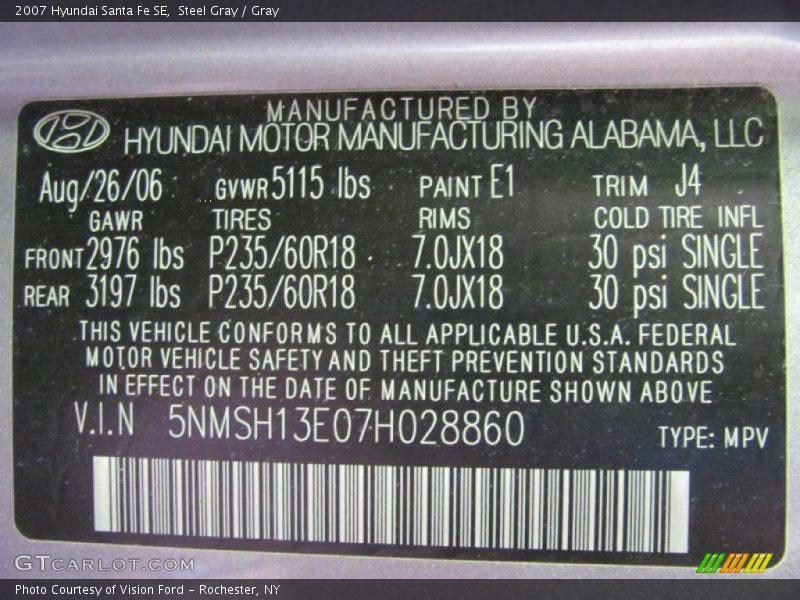 2007 Hyundai Santa Fe SE, Steel Gray / Gray
MANUFACTURED BY
HYUNDAI MOTOR MANUFACTURING ALABAMA, LLC
Aug/26/06 GVWR 5115 lbs PAINT E1 TRIM J4
GAWR TIRES RIMS COLD TIRE INFL
FRONT 2976 lbs P235/60R18 7.0JX18 30 psi SINGLE
REAR 3197 lbs P235/60R18 7.0JX18 30 psi SINGLE
THIS VEHICLE CONFORMS TO ALL APPLICABLE U.S.A. FEDERAL
MOTOR VEHICLE SAFETY AND THEFT PREVENTION STANDARDS
IN EFFECT ON THE DATE OF MANUFACTURE SHOWN ABOVE
V.I.N 5NMSH13E07H028860 TYPE: MPV
GTCARLOT.COM
Photo Courtesy of Vision Ford - Rochester, NY